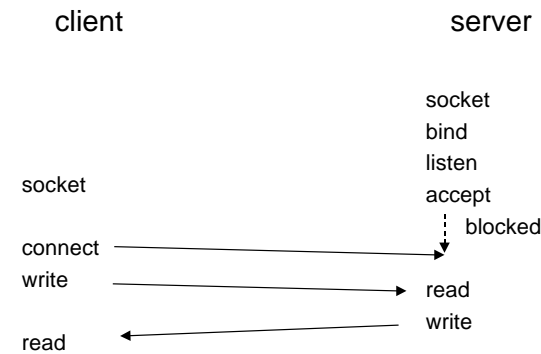 client
server
socket
bind
listen
socket
accept
blocked
connect
write
read
write
read